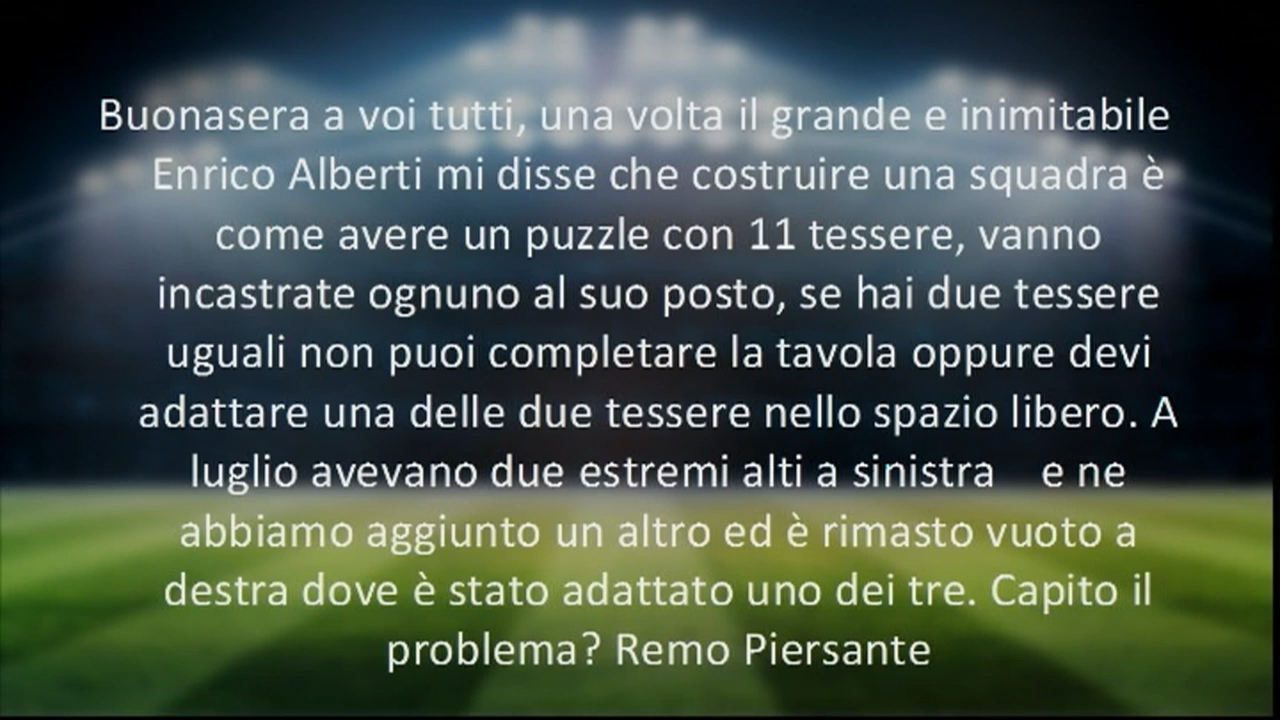 Buonasera a voi tutti, una volta il grande e inimitabile
Enrico Alberti mi disse che costruire una squadra è
come avere un puzzle con 11 tessere, vanno
incastrate ognuno al suo posto, se hai due tessere
uguali non puoi completare la tavola oppure devi
adattare una delle due tessere nello spazio libero. A
luglio avevano due estremi alti a sinistra    e ne
abbiamo aggiunto un altro ed è rimasto vuoto a
destra dove è stato adattato uno dei tre. Capito il
problema? Remo Piersante